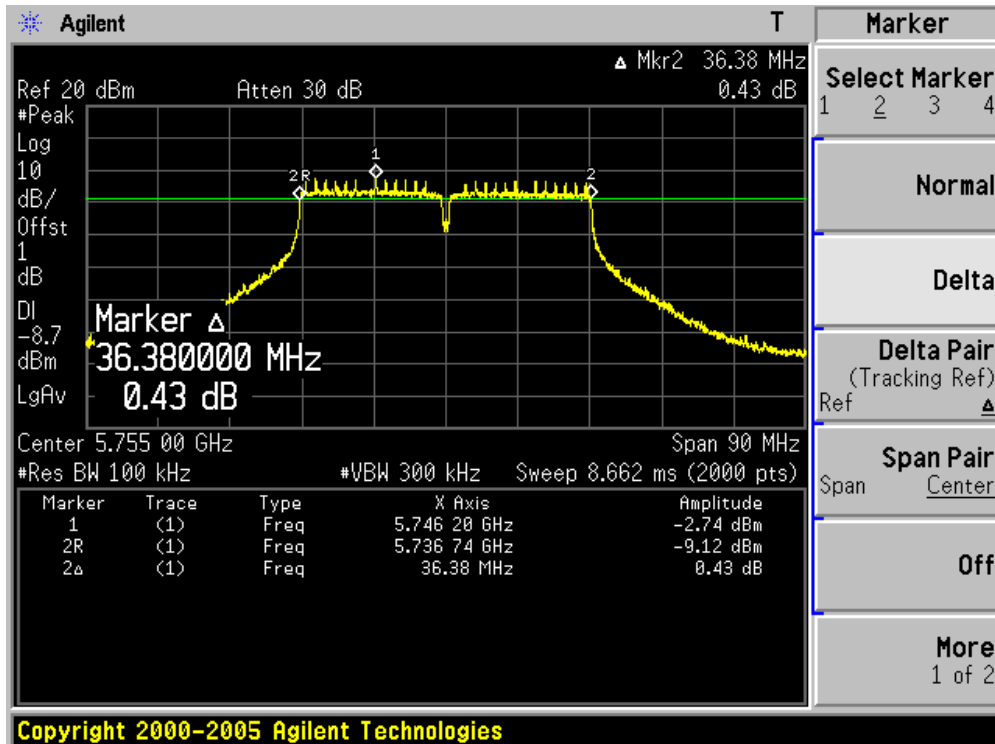 Agilent T
Δ Mkr2 36.38 MHz
Ref 20 dBm Atten 30 dB 0.43 dB
#Peak
Log
10
dB/
Offst
1
dB
DI
-8.7
dBm
LgAv
2R
1
2
Marker Δ
36.380000 MHz
0.43 dB
Center 5.755 00 GHz Span 90 MHz
#Res BW 100 kHz #VBW 300 kHz Sweep 8.662 ms (2000 pts)
Marker Trace Type X Axis Amplitude
1 (1) Freq 5.746 20 GHz -2.74 dBm
2R (1) Freq 5.736 74 GHz -9.12 dBm
2Δ (1) Freq 36.38 MHz 0.43 dB
Marker
Select Marker
1 2 3 4
Normal
Delta
Delta Pair
(Tracking Ref)
Ref Δ
Span Pair
Span Center
Off
More
1 of 2
Copyright 2000-2005 Agilent Technologies